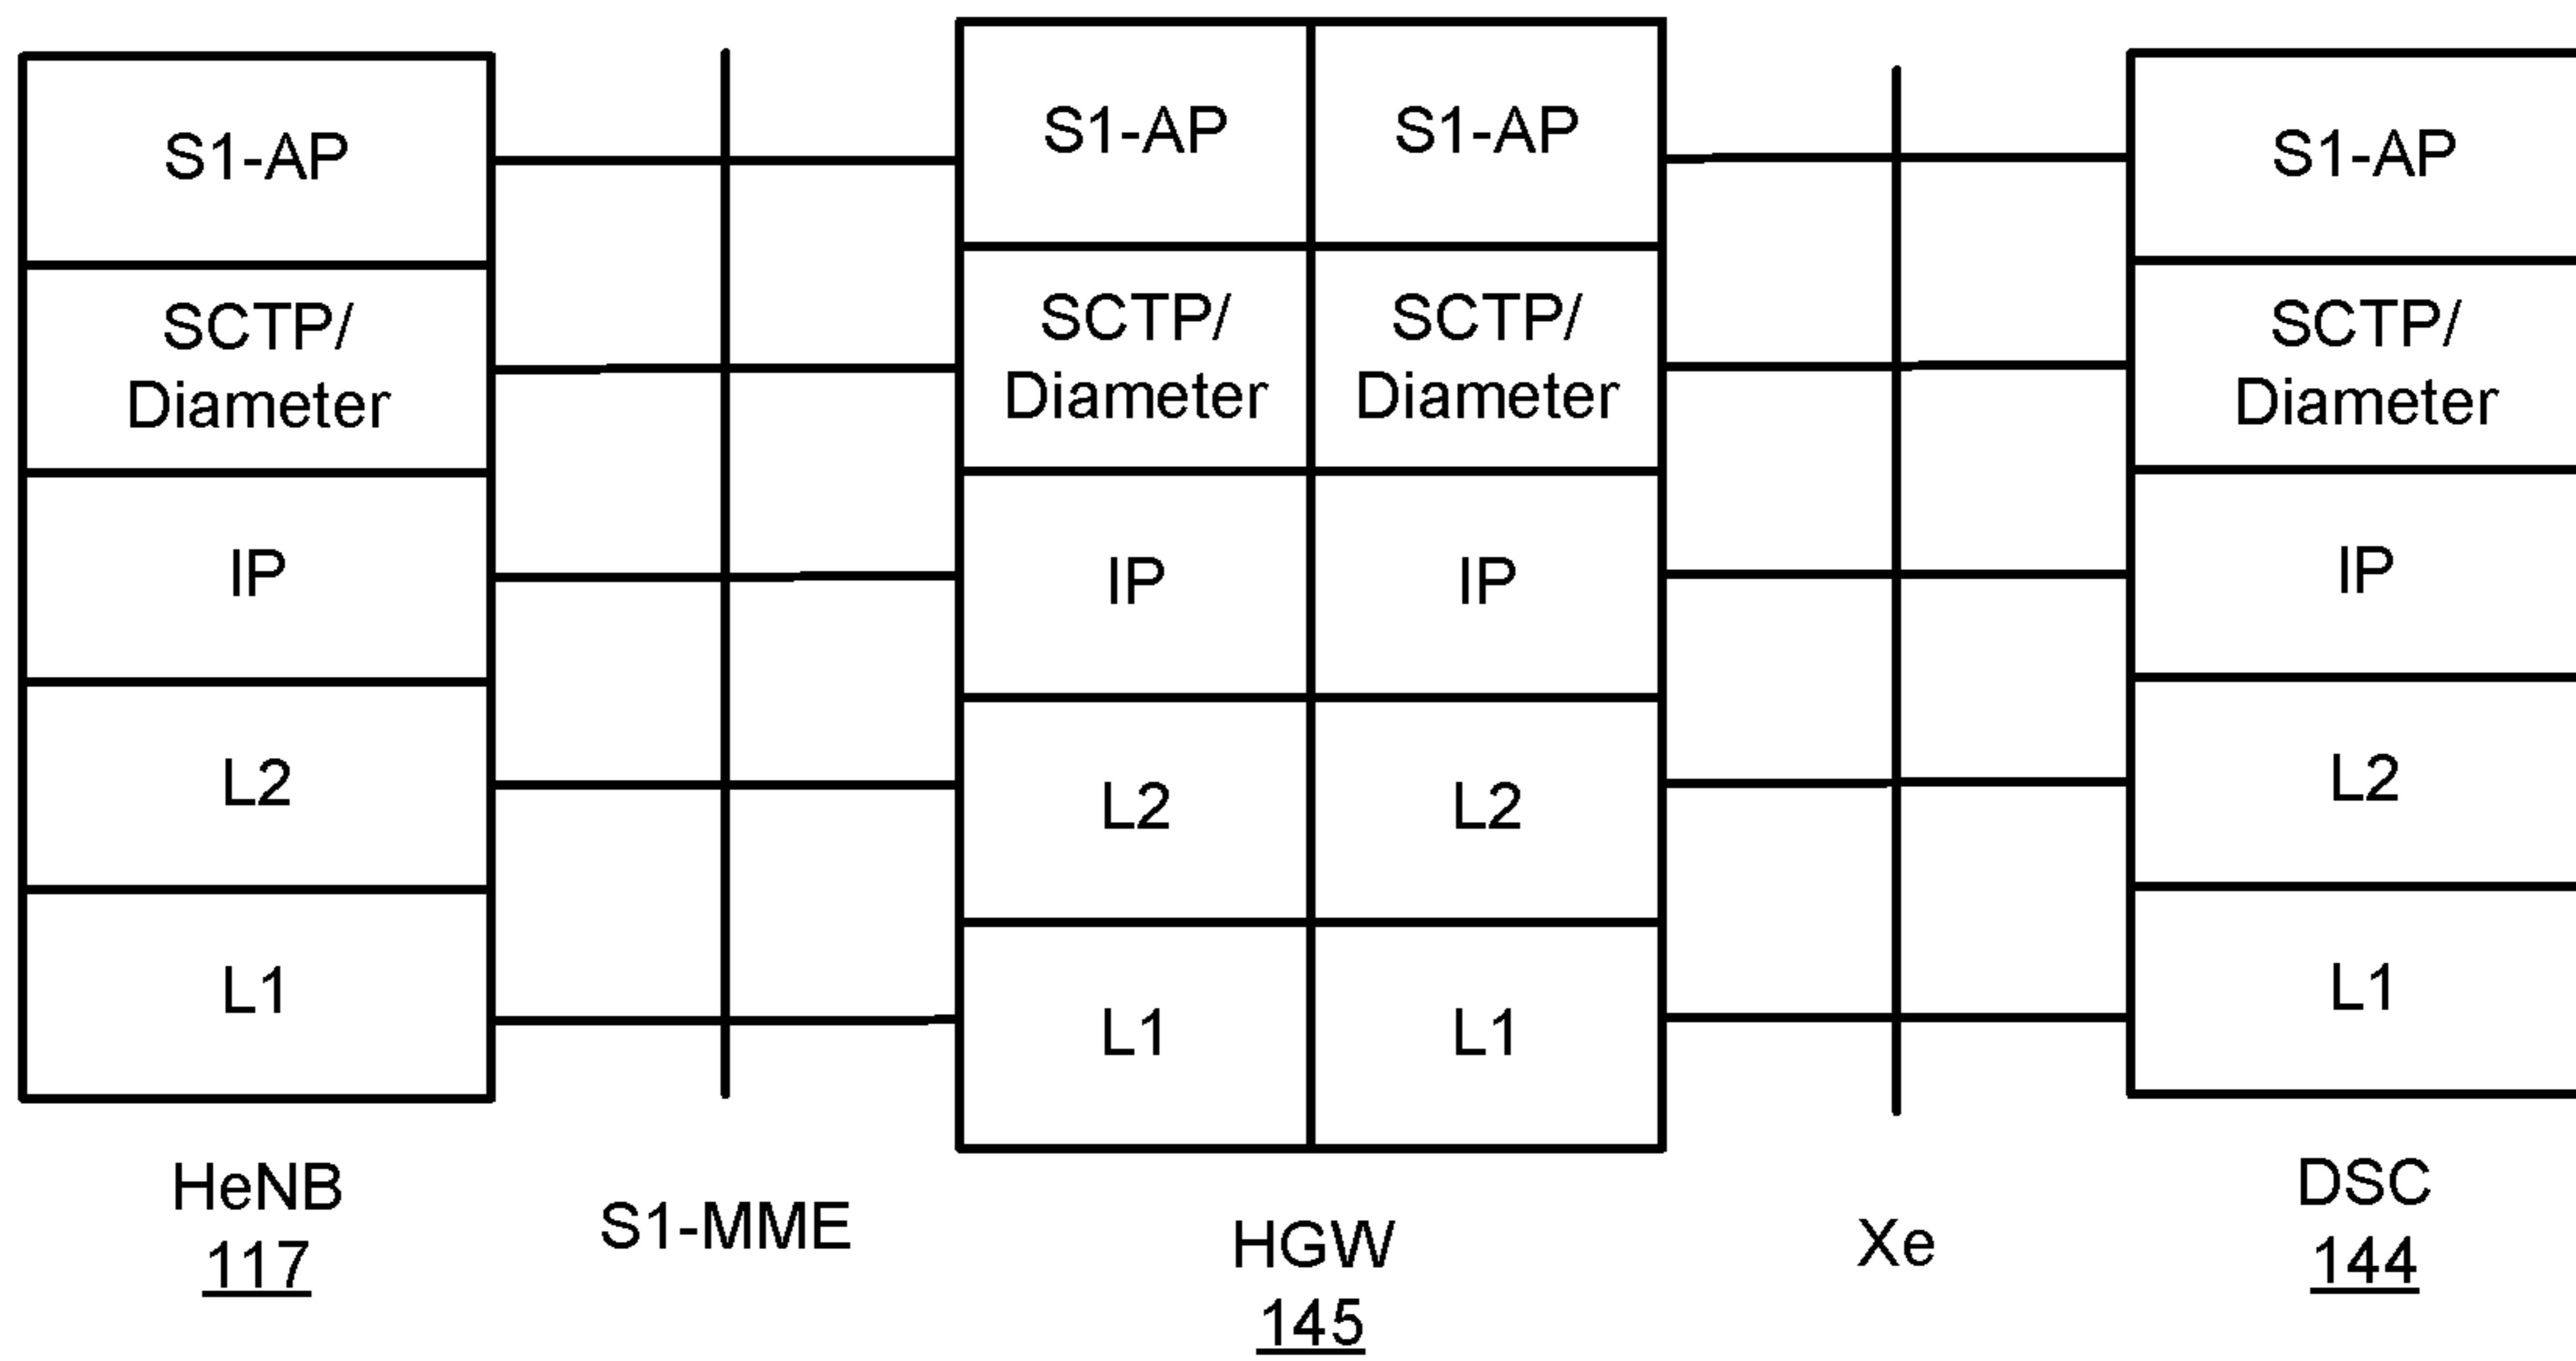 S1-AP
SCTP/
Diameter
IP
L2
L1
HeNB
117
S1-MME
S1-AP
S1-AP
SCTP/
Diameter
SCTP/
Diameter
IP
IP
L2
L2
L1
L1
HGW
145
Xe
S1-AP
SCTP/
Diameter
IP
L2
L1
DSC
144